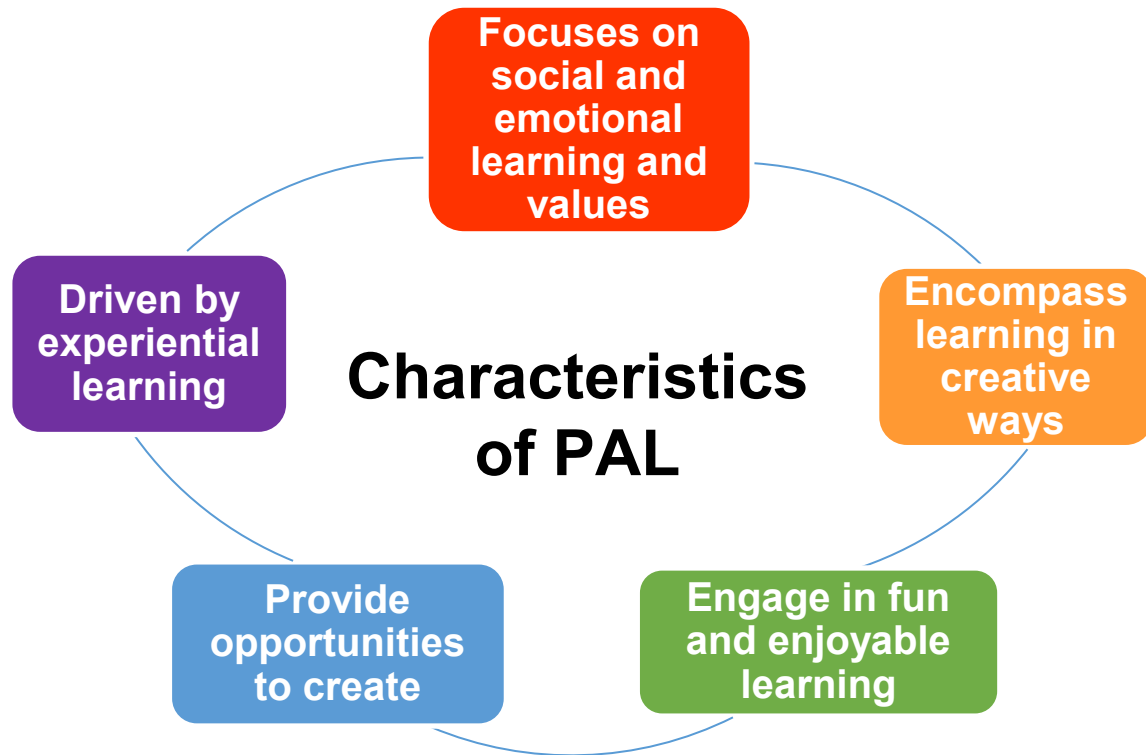 Focuses on
social and
emotional
learning and
values
Encompass
learning in
creative
ways
Engage in fun
and enjoyable
learning
Provide
opportunities
to create
Driven by
experiential
learning
Characteristics
of PAL